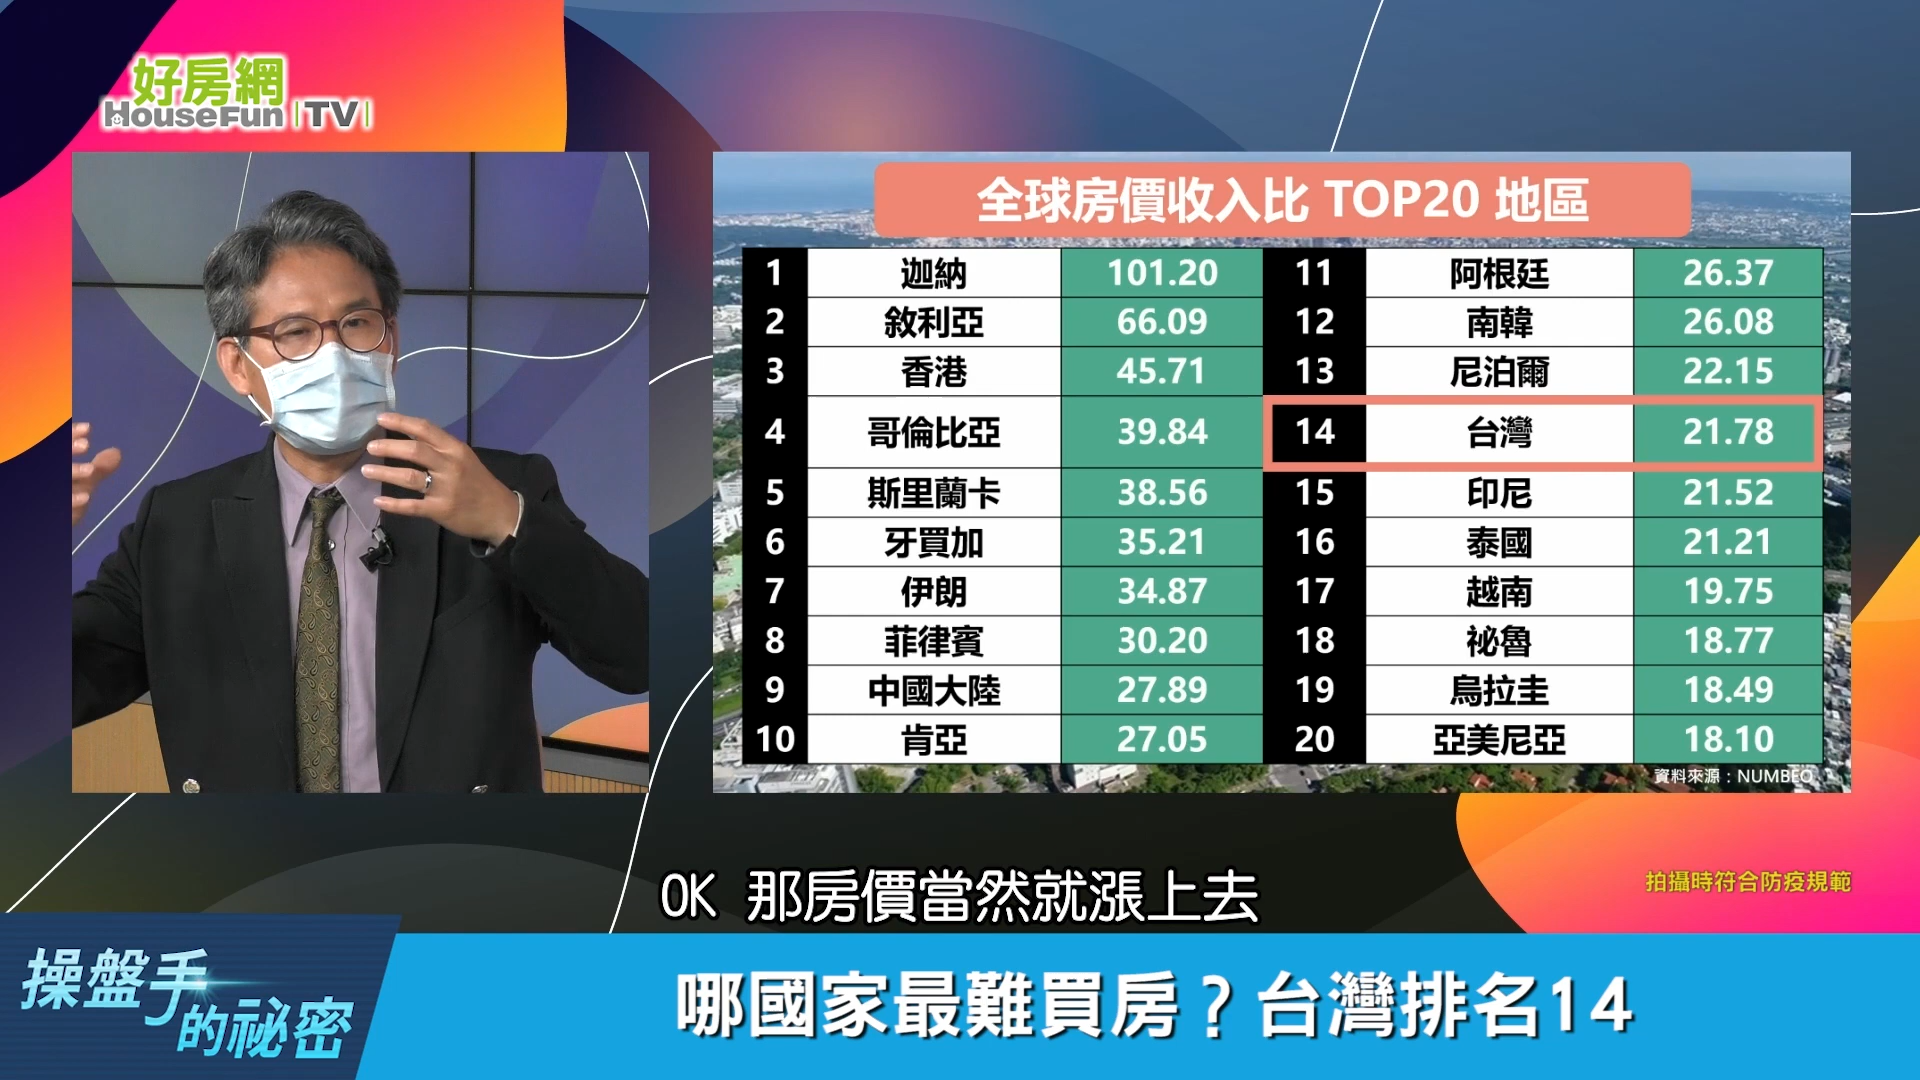 好房網
HouseFun TV
全球房價收入比 TOP20 地區
1 迦納 101.20 11 阿根廷 26.37
2 敘利亞 66.09 12 南韓 26.08
3 香港 45.71 13 尼泊爾 22.15
4 哥倫比亞 39.84 14 台灣 21.78
5 斯里蘭卡 38.56 15 印尼 21.52
6 牙買加 35.21 16 泰國 21.21
7 伊朗 34.87 17 越南 19.75
8 菲律賓 30.20 18 祕魯 18.77
9 中國大陸 27.89 19 烏拉圭 18.49
10 肯亞 27.05 20 亞美尼亞 18.10
資料來源：NUMBEO
OK 那房價當然就漲上去
拍攝時符合防疫規範
操盤手
的祕密
哪國家最難買房？台灣排名14